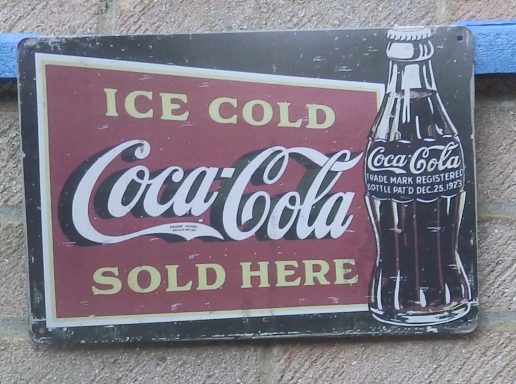 ICE COLD
Coca-Cola
SOLD HERE
Coca-Cola
TRADE MARK REGISTERED
BOTTLE PAT'D DEC. 25, 1923